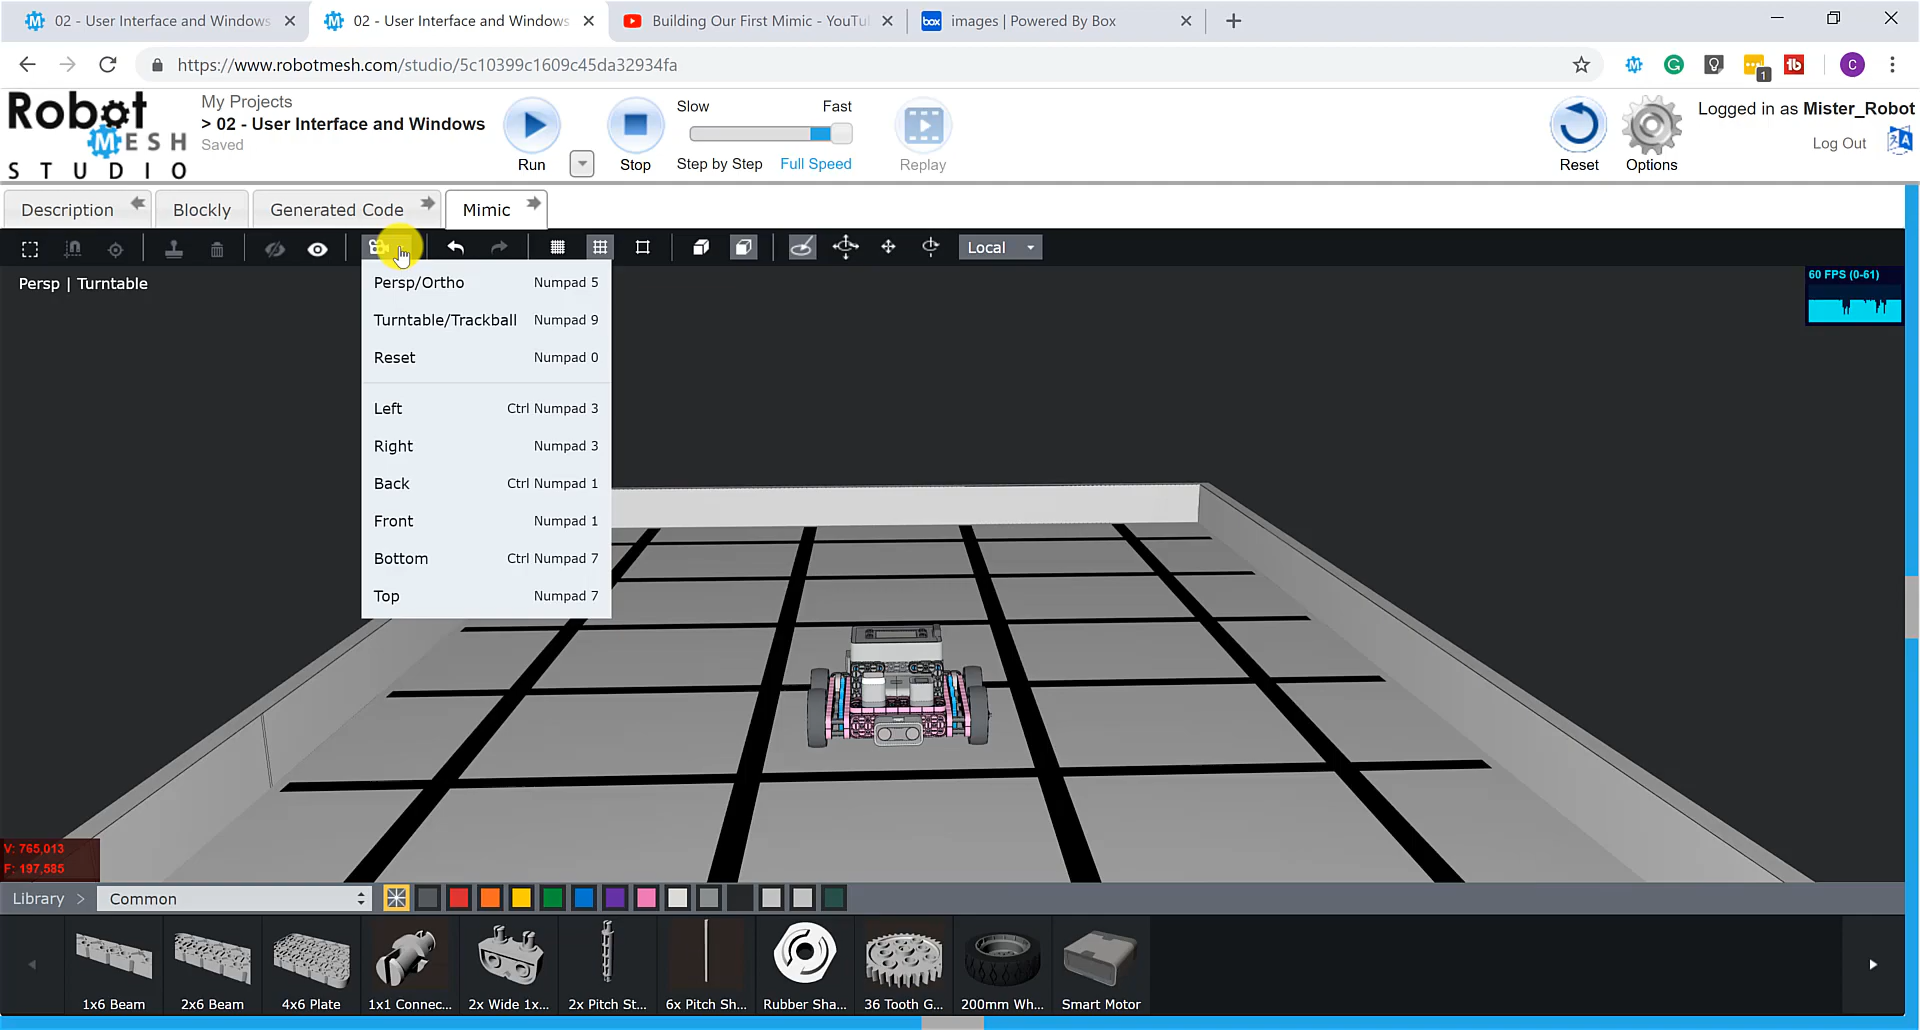 02 - User Interface and Windows
02 - User Interface and Windows
Building Our First Mimic - YouTu
images | Powered By Box
https://www.robotmesh.com/studio/5c10399c1609c45da32934fa
1
C
Robot
MESH
STUDIO
My Projects
> 02 - User Interface and Windows
Saved
Run
Stop
Slow
Fast
Step by Step
Full Speed
Replay
Reset
Options
Logged in as Mister_Robot
Log Out
Description
Blockly
Generated Code
Mimic
Local
Persp | Turntable
60 FPS (0-61)
Persp/Ortho Numpad 5
Turntable/Trackball Numpad 9
Reset Numpad 0
Left Ctrl Numpad 3
Right Numpad 3
Back Ctrl Numpad 1
Front Numpad 1
Bottom Ctrl Numpad 7
Top Numpad 7
V: 765,013
F: 197,585
Library > Common
1x6 Beam
2x6 Beam
4x6 Plate
1x1 Connec...
2x Wide 1x...
2x Pitch St...
6x Pitch Sh...
Rubber Sha...
36 Tooth G...
200mm Wh...
Smart Motor